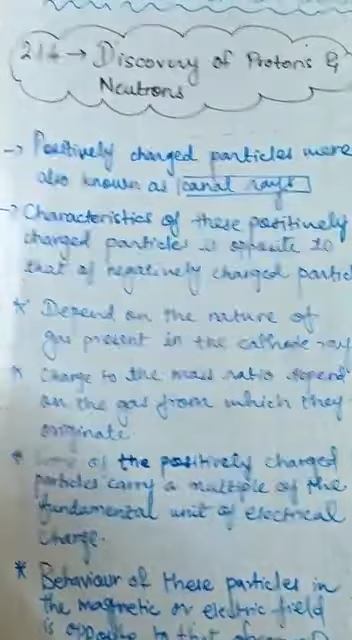 2.1.4 → Discovery of Protons &
Neutrons
→ Positively charged particles were
also known as canal rays
→ Characteristics of these positively
charged particles is opposite to
that of negatively charged partic
* Depend on the nature of
gas present in the cathode ray
* Charge to the mass ratio depend
on the gas from which they
originate.
* of the positively charged
particles carry a multiple of the
fundamental unit of electrical
charge.
* Behaviour of these particles in
the magnetic or electric field
is opposite to that